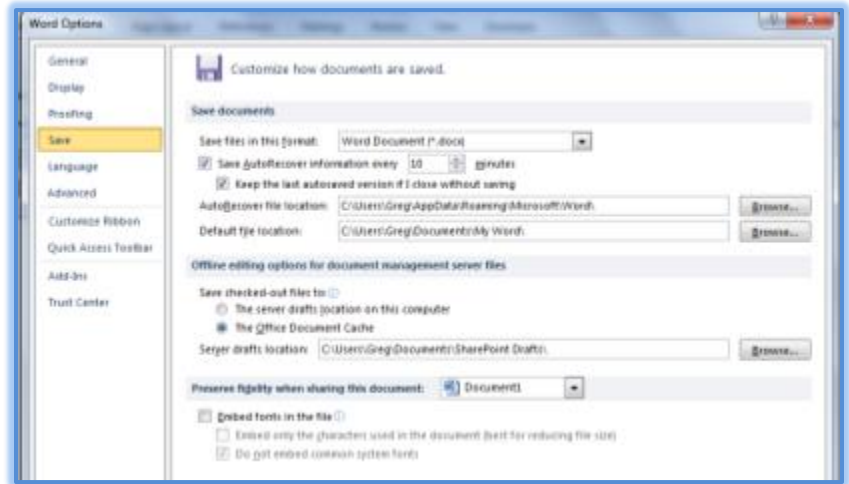 Word Options
General
Display
Proofing
Save
Language
Advanced
Customize Ribbon
Quick Access Toolbar
Add-Ins
Trust Center
Customize how documents are saved.
Save documents
Save files in this format: Word Document (*.docx)
Save AutoRecover information every 10 minutes
Keep the last autosaved version if I close without saving
AutoRecover file location: C:\Users\Greg\AppData\Roaming\Microsoft\Word\ Browse...
Default file location: C:\Users\Greg\Documents\My Word\ Browse...
Offline editing options for document management server files
Save checked-out files to:
The server drafts location on this computer
The Office Document Cache
Server drafts location: C:\Users\Greg\Documents\SharePoint Drafts\ Browse...
Preserve fidelity when sharing this document: Document1
Embed fonts in the file
Embed only the characters used in the document (best for reducing file size)
Do not embed common system fonts